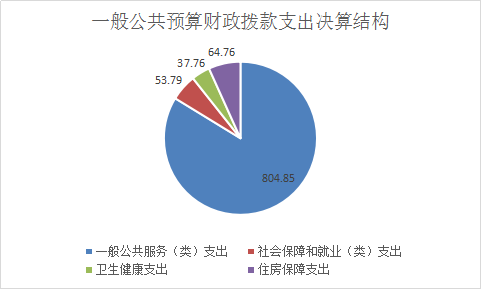 一般公共预算财政拨款支出决算结构
64.76
37.76
53.79
804.85
一般公共服务（类）支出 社会保障和就业（类）支出
卫生健康支出 住房保障支出